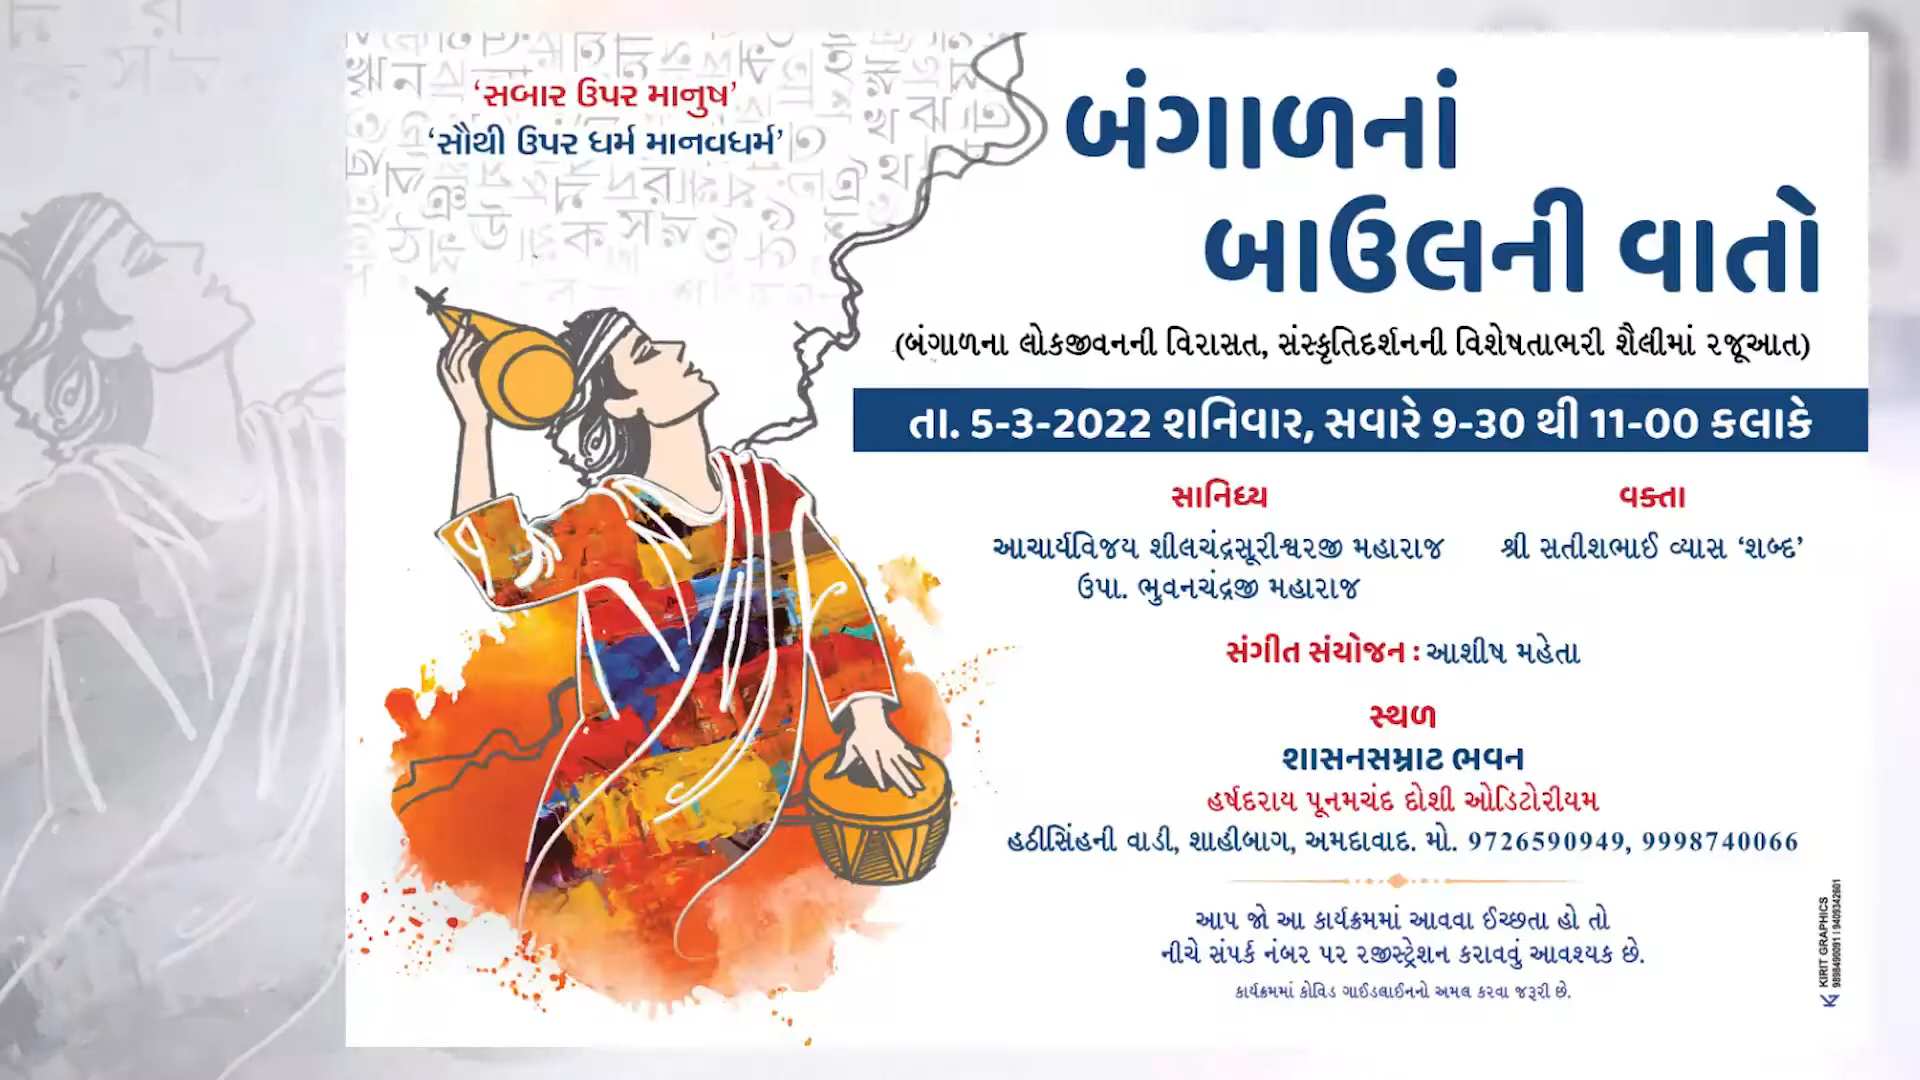 ‘સબાર ઉપર માનુષ’
‘સૌથી ઉપર ધર્મ માનવધર્મ’
બંગાળનાં
બાઉલની વાતો
(બંગાળના લોકજીવનની વિરાસત, સંસ્કૃતિદર્શનની વિશેષતાભરી શૈલીમાં રજૂઆત)
તા. 5-3-2022 શનિવાર, સવારે 9-30 થી 11-00 કલાકે
સાનિધ્ય
આચાર્યવિજય શીલચંદ્રસૂરીશ્વરજી મહારાજ
ઉપા. ભુવનચંદ્રજી મહારાજ
વક્તા
શ્રી સતીશભાઈ વ્યાસ ‘શબ્દ’
સંગીત સંયોજન : આશીષ મહેતા
સ્થળ
શાસનસમ્રાટ ભવન
હર્ષદરાય પૂનમચંદ દોશી ઓડિટોરીયમ
હઠીસિંહની વાડી, શાહીબાગ, અમદાવાદ. મો. 9726590949, 9998740066
આપ જો આ કાર્યક્રમમાં આવવા ઈચ્છતા હો તો
નીચે સંપર્ક નંબર પર રજીસ્ટ્રેશન કરાવવું આવશ્યક છે.
કાર્યક્રમમાં કોવિડ ગાઈડલાઈનનો અમલ કરવા જરૂરી છે.
KIRIT GRAPHICS